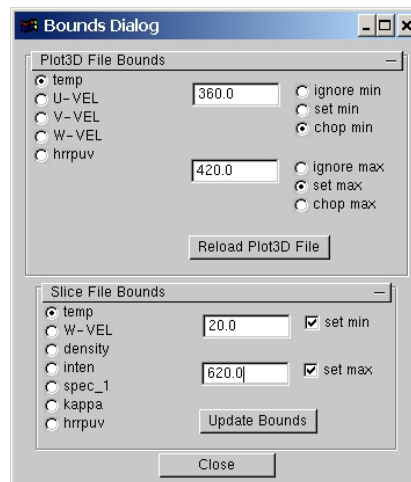 Bounds Dialog
Plot3D File Bounds
temp
U-VEL
V-VEL
W-VEL
hrrpuv
360.0
ignore min
set min
chop min
420.0
ignore max
set max
chop max
Reload Plot3D File
Slice File Bounds
temp
W-VEL
density
inten
spec_1
kappa
hrrpuv
20.0
set min
620.0
set max
Update Bounds
Close